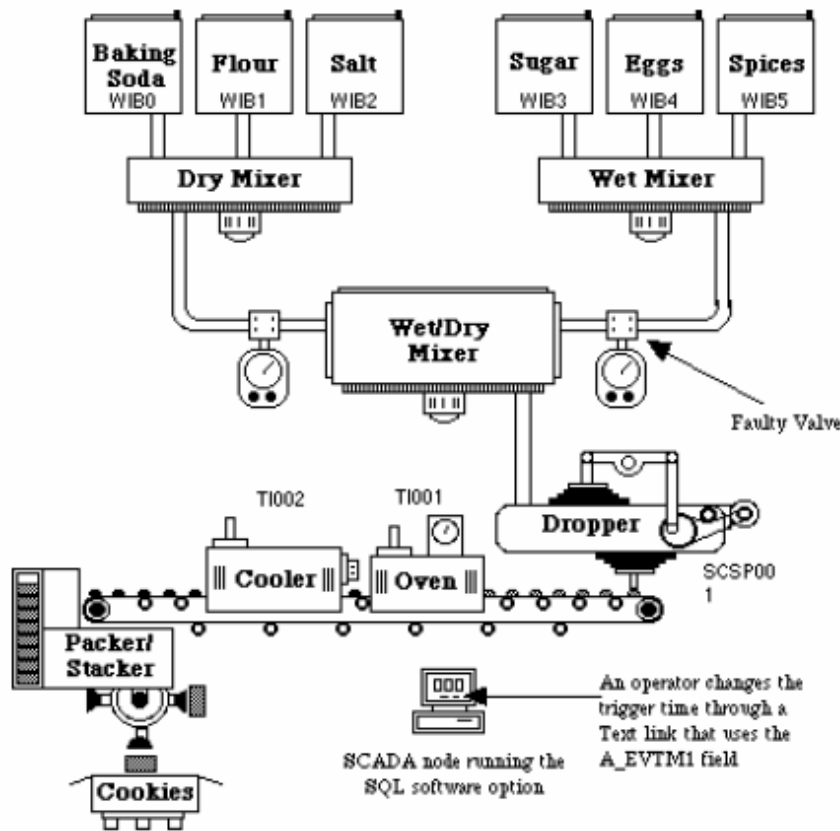 Baking
Soda
WIB0
Flour
WIB1
Salt
WIB2
Sugar
WIB3
Eggs
WIB4
Spices
WIB5
Dry Mixer
Wet Mixer
Wet/Dry
Mixer
Faulty Valve
TI002
TI001
Dropper
Cooler
Oven
SCSP00
1
Packer/
Stacker
An operator changes the
trigger time through a
Text link that uses the
A_EVTM1 field
SCADA node running the
SQL software option
Cookies